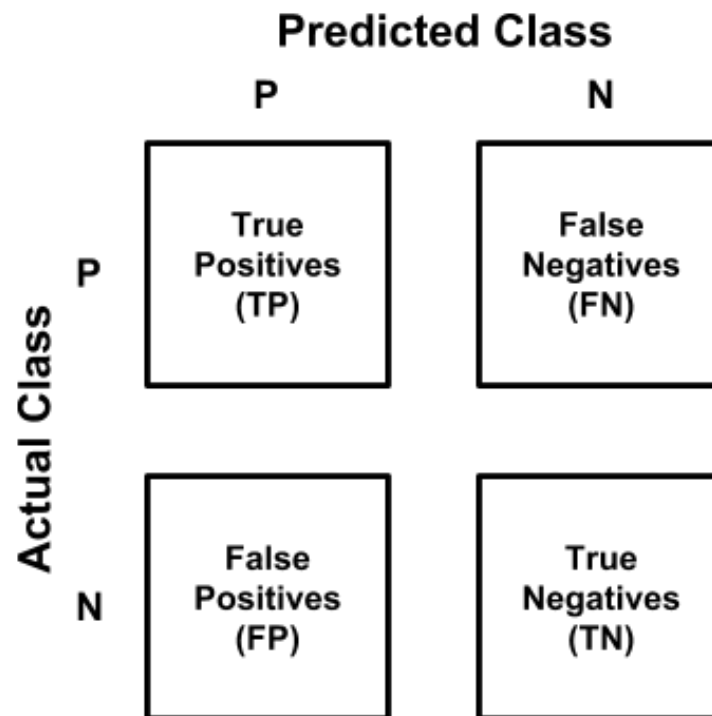 Predicted Class
P N
P
True
Positives
(TP)
False
Negatives
(FN)
Actual Class
N
False
Positives
(FP)
True
Negatives
(TN)